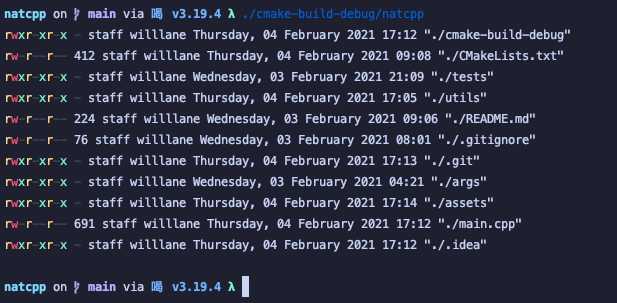 natcpp on ᚠ main via 喝 v3.19.4 λ ./cmake-build-debug/natcpp
rwxr-xr-x - staff willlane Thursday, 04 February 2021 17:12 "./cmake-build-debug"
rw-r--r-- 412 staff willlane Thursday, 04 February 2021 09:08 "./CMakeLists.txt"
rwxr-xr-x - staff willlane Wednesday, 03 February 2021 21:09 "./tests"
rwxr-xr-x - staff willlane Thursday, 04 February 2021 17:05 "./utils"
rw-r--r-- 224 staff willlane Wednesday, 03 February 2021 09:06 "./README.md"
rw-r--r-- 76 staff willlane Wednesday, 03 February 2021 08:01 "./.gitignore"
rwxr-xr-x - staff willlane Thursday, 04 February 2021 17:13 "./.git"
rwxr-xr-x - staff willlane Wednesday, 03 February 2021 04:21 "./args"
rwxr-xr-x - staff willlane Thursday, 04 February 2021 17:14 "./assets"
rw-r--r-- 691 staff willlane Thursday, 04 February 2021 17:12 "./main.cpp"
rwxr-xr-x - staff willlane Thursday, 04 February 2021 17:12 "./.idea"
natcpp on ᚠ main via 喝 v3.19.4 λ